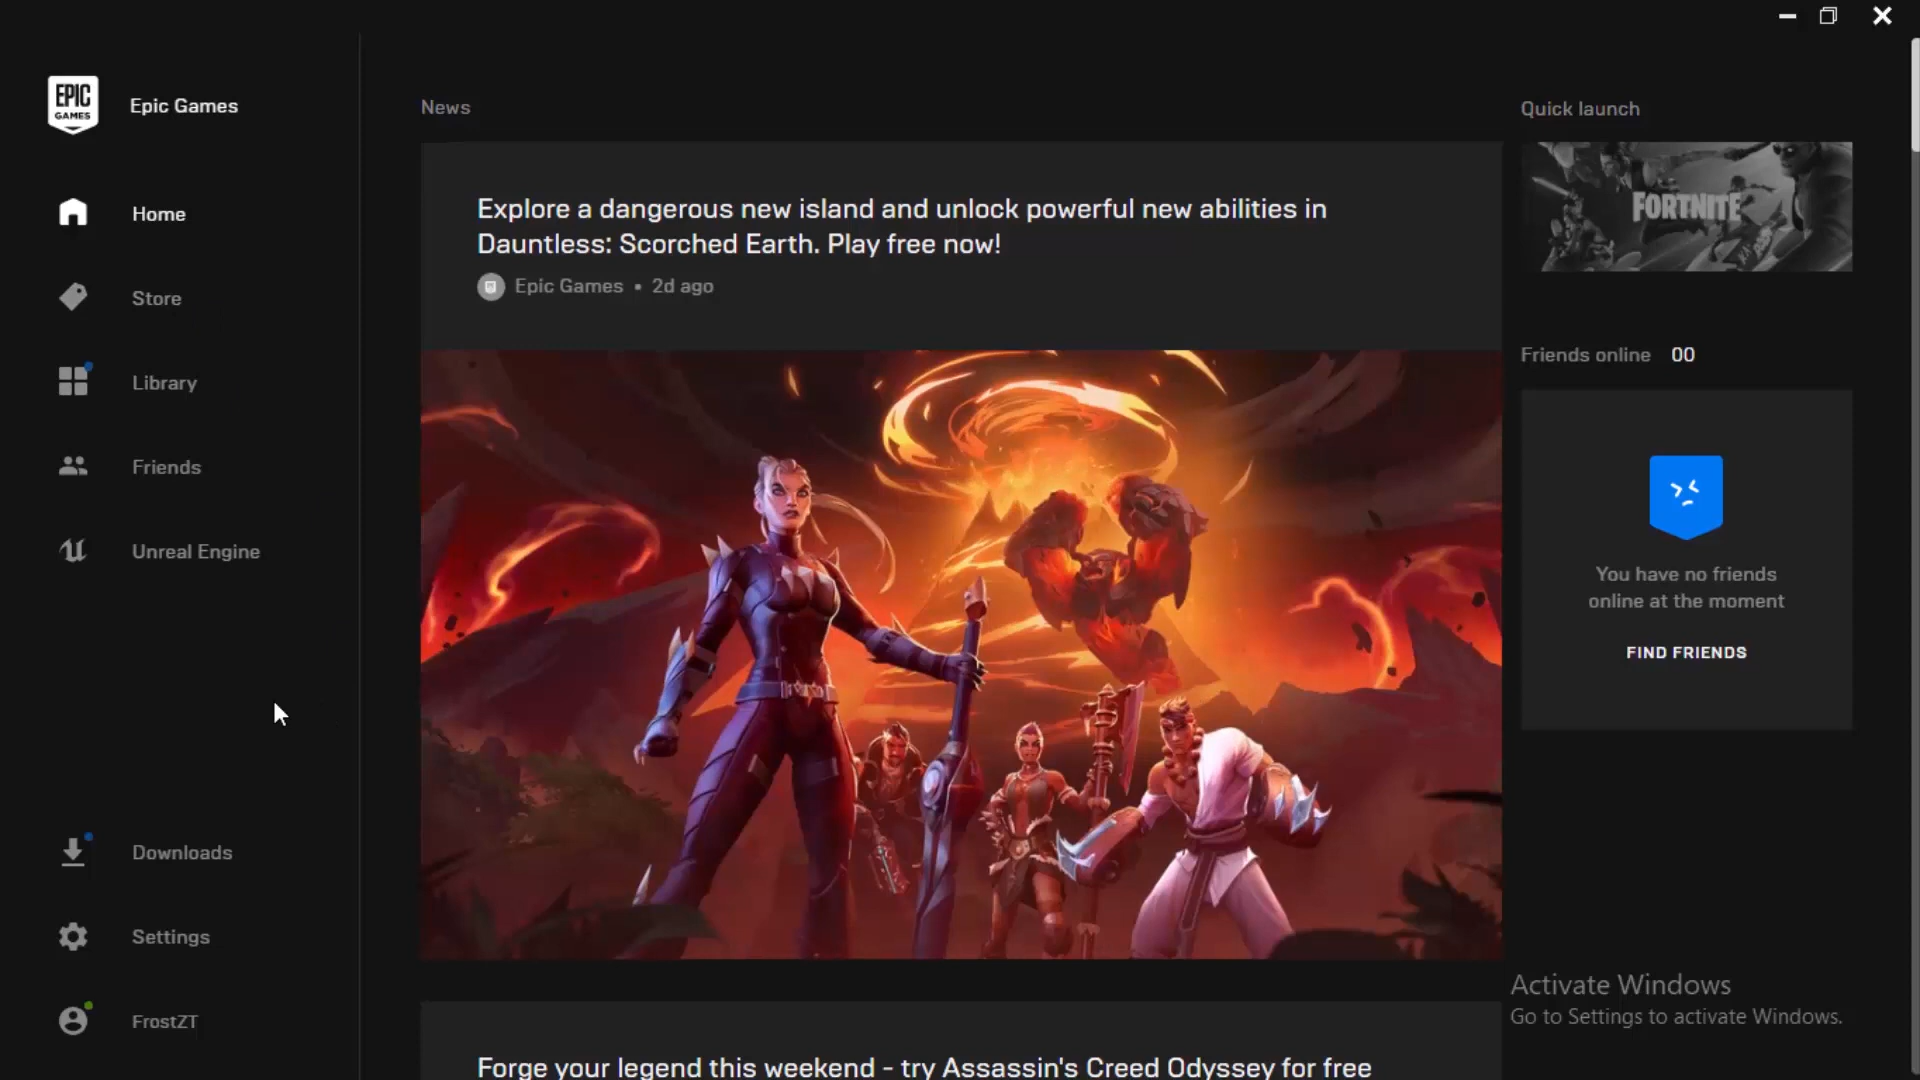 EPIC
GAMES
Epic Games
Home
Store
Library
Friends
Unreal Engine
Downloads
Settings
FrostZT
News
Explore a dangerous new island and unlock powerful new abilities in
Dauntless: Scorched Earth. Play free now!
Epic Games • 2d ago
Forge your legend this weekend - try Assassin's Creed Odyssey for free
Quick launch
FORTNITE
Friends online 00
You have no friends
online at the moment
FIND FRIENDS
Activate Windows
Go to Settings to activate Windows.